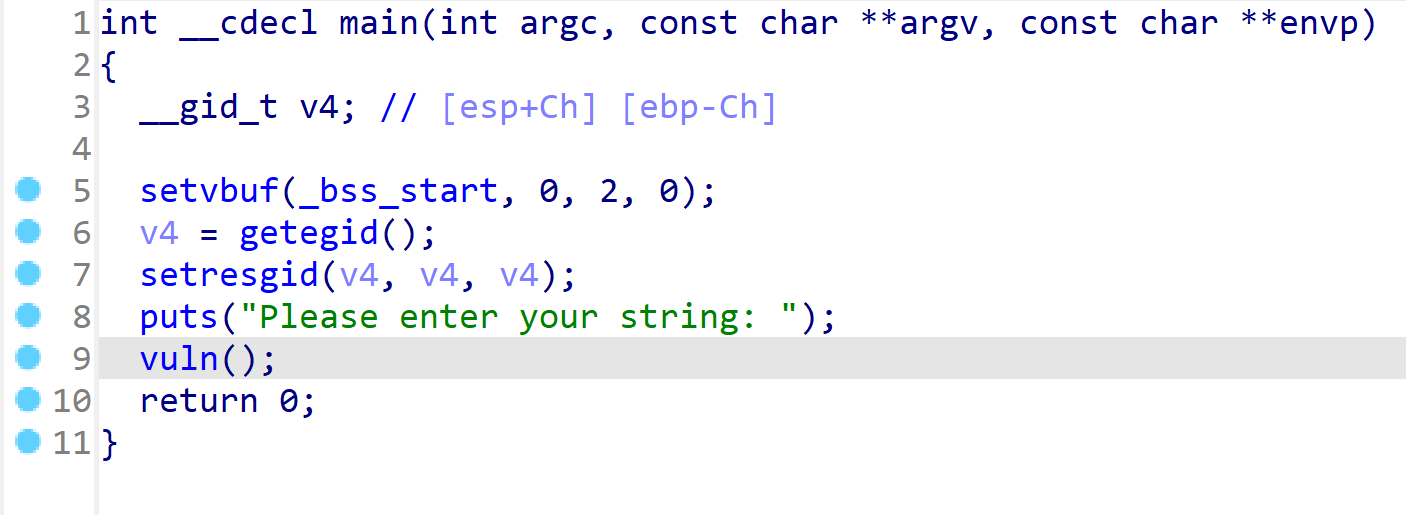 1 int __cdecl main(int argc, const char **argv, const char **envp)
2 {
3   __gid_t v4; // [esp+Ch] [ebp-Ch]
4
5   setvbuf(_bss_start, 0, 2, 0);
6   v4 = getegid();
7   setresgid(v4, v4, v4);
8   puts("Please enter your string: ");
9   vuln();
10   return 0;
11 }